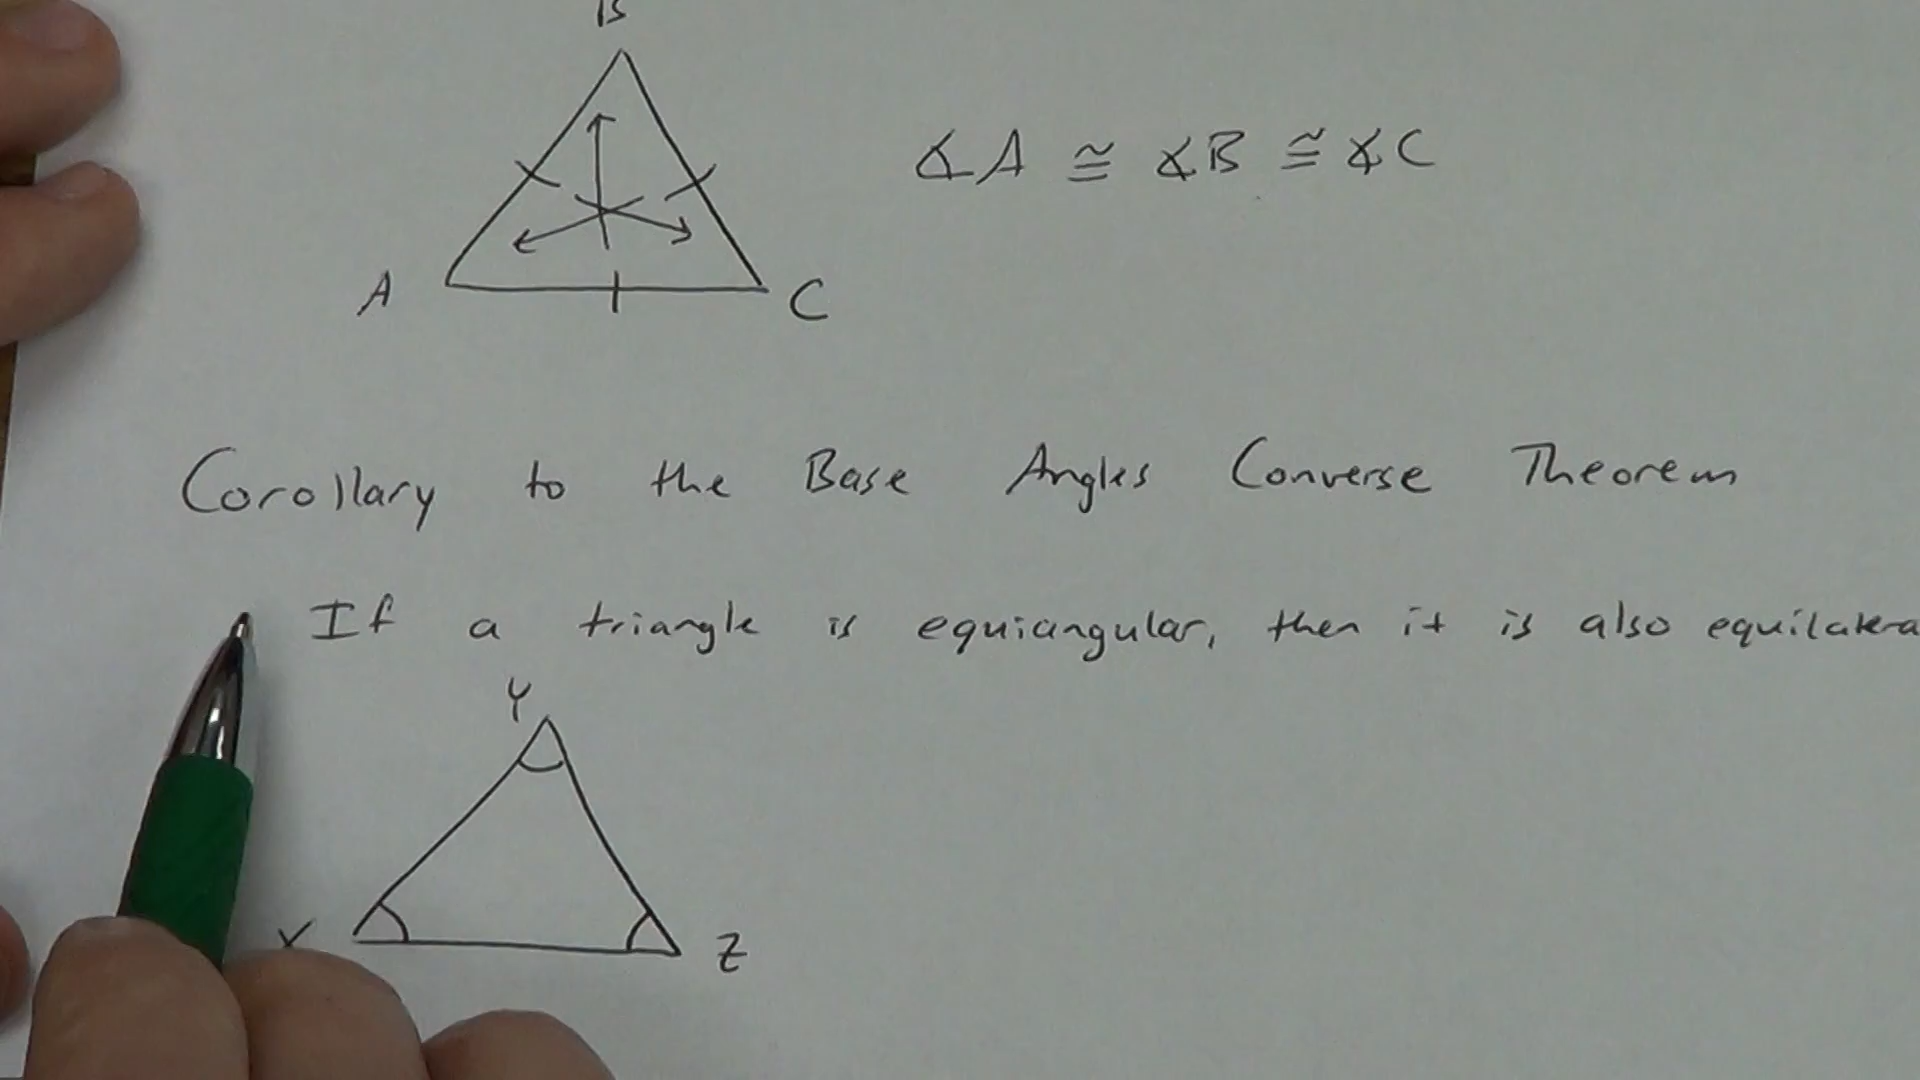 B
∡A ≅ ∡B ≅ ∡C
A
C
Corollary to the Base Angles Converse Theorem
If a triangle is equiangular, then it is also equilatera
Y
X
Z